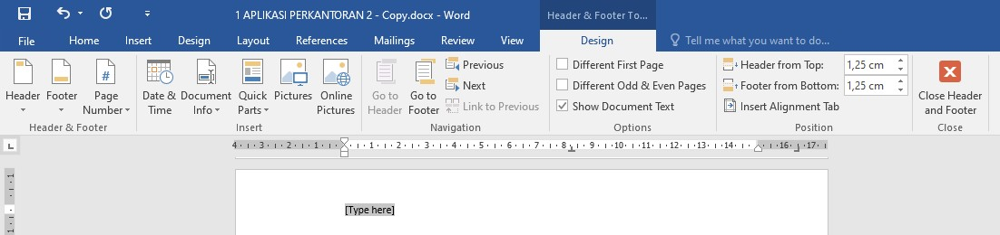 1 APLIKASI PERKANTORAN 2 - Copy.docx - Word
Header & Footer To...
File Home Insert Design Layout References Mailings Review View Design Tell me what you want to do...
Header
Footer
Page Number
Header & Footer
Date & Time
Document Info
Quick Parts
Pictures
Online Pictures
Insert
Go to Header
Go to Footer
Previous
Next
Link to Previous
Navigation
Different First Page
Different Odd & Even Pages
Show Document Text
Options
Header from Top: 1,25 cm
Footer from Bottom: 1,25 cm
Insert Alignment Tab
Position
Close Header and Footer
Close
4 3 2 1 1 2 3 4 5 6 7 8 9 10 11 12 13 14 16 17
[Type here]
1
1